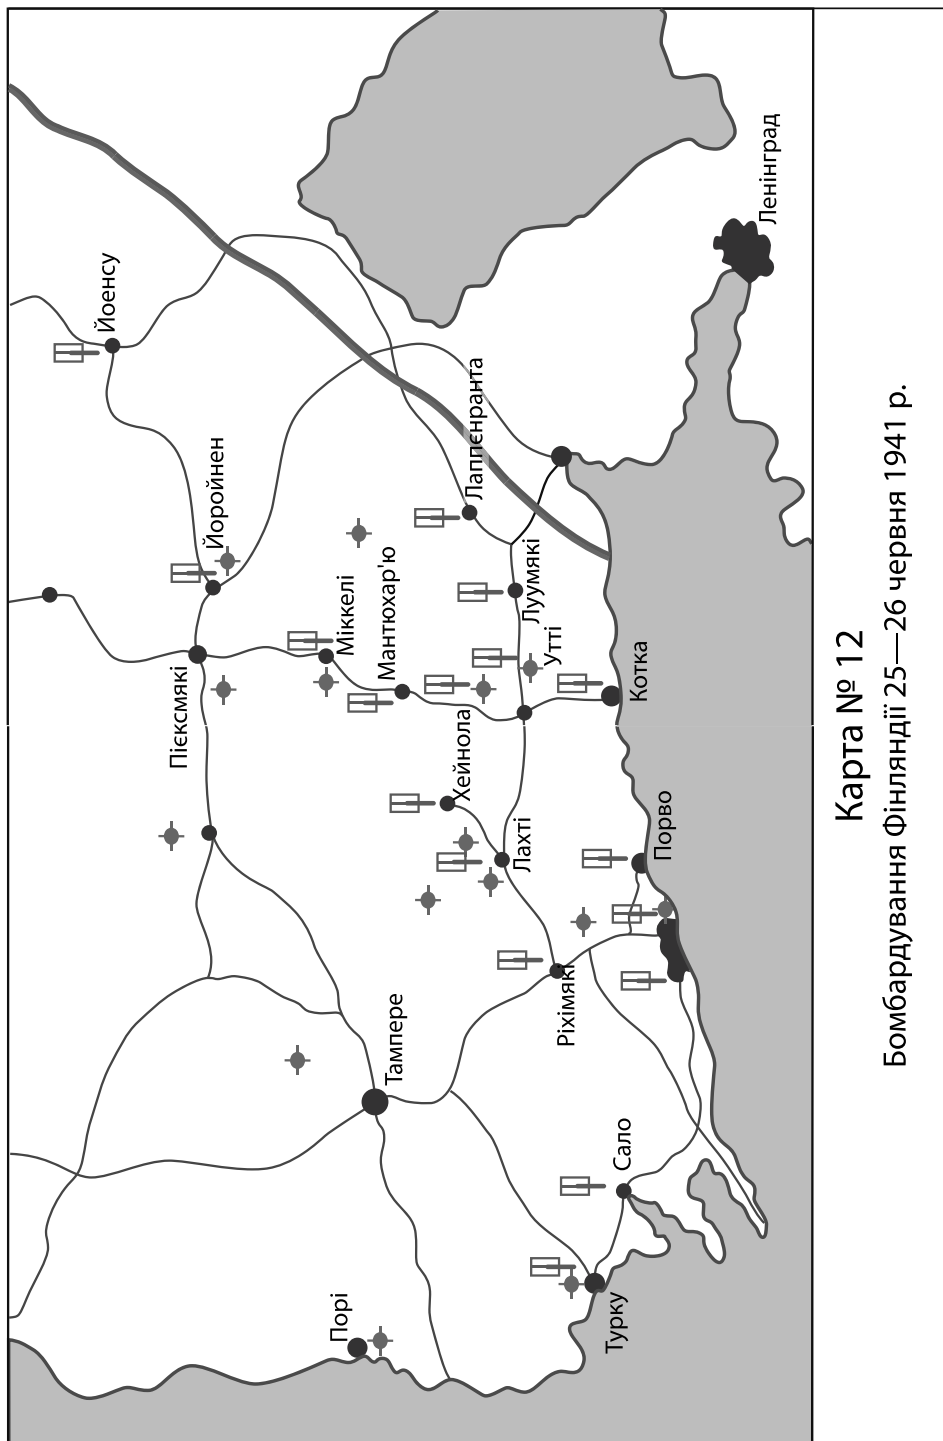 Карта № 12
Бомбардування Фінляндії 25—26 червня 1941 р.
Йоенсу
Йоройнен
Пієксмякі
Міккелі
Мантюхар'ю
Лаппєнранта
Луумякі
Утті
Котка
Хейнола
Лахті
Порво
Ріхімякі
Тампере
Сало
Турку
Порі
Ленінград